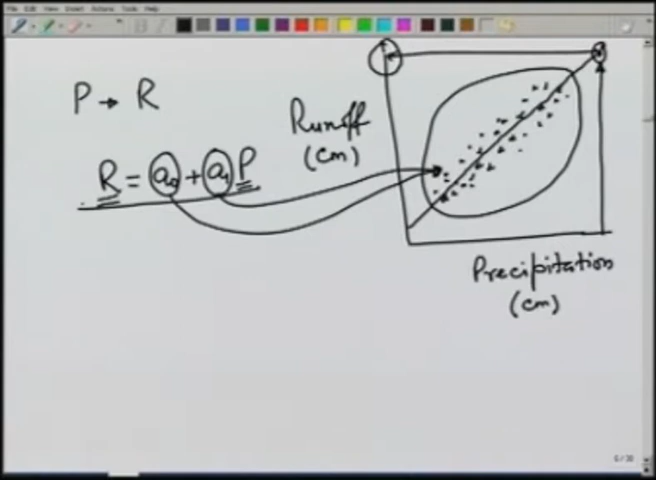 P → R
R = a₀ + a₁ P
Runoff
(cm)
Precipitation
(cm)